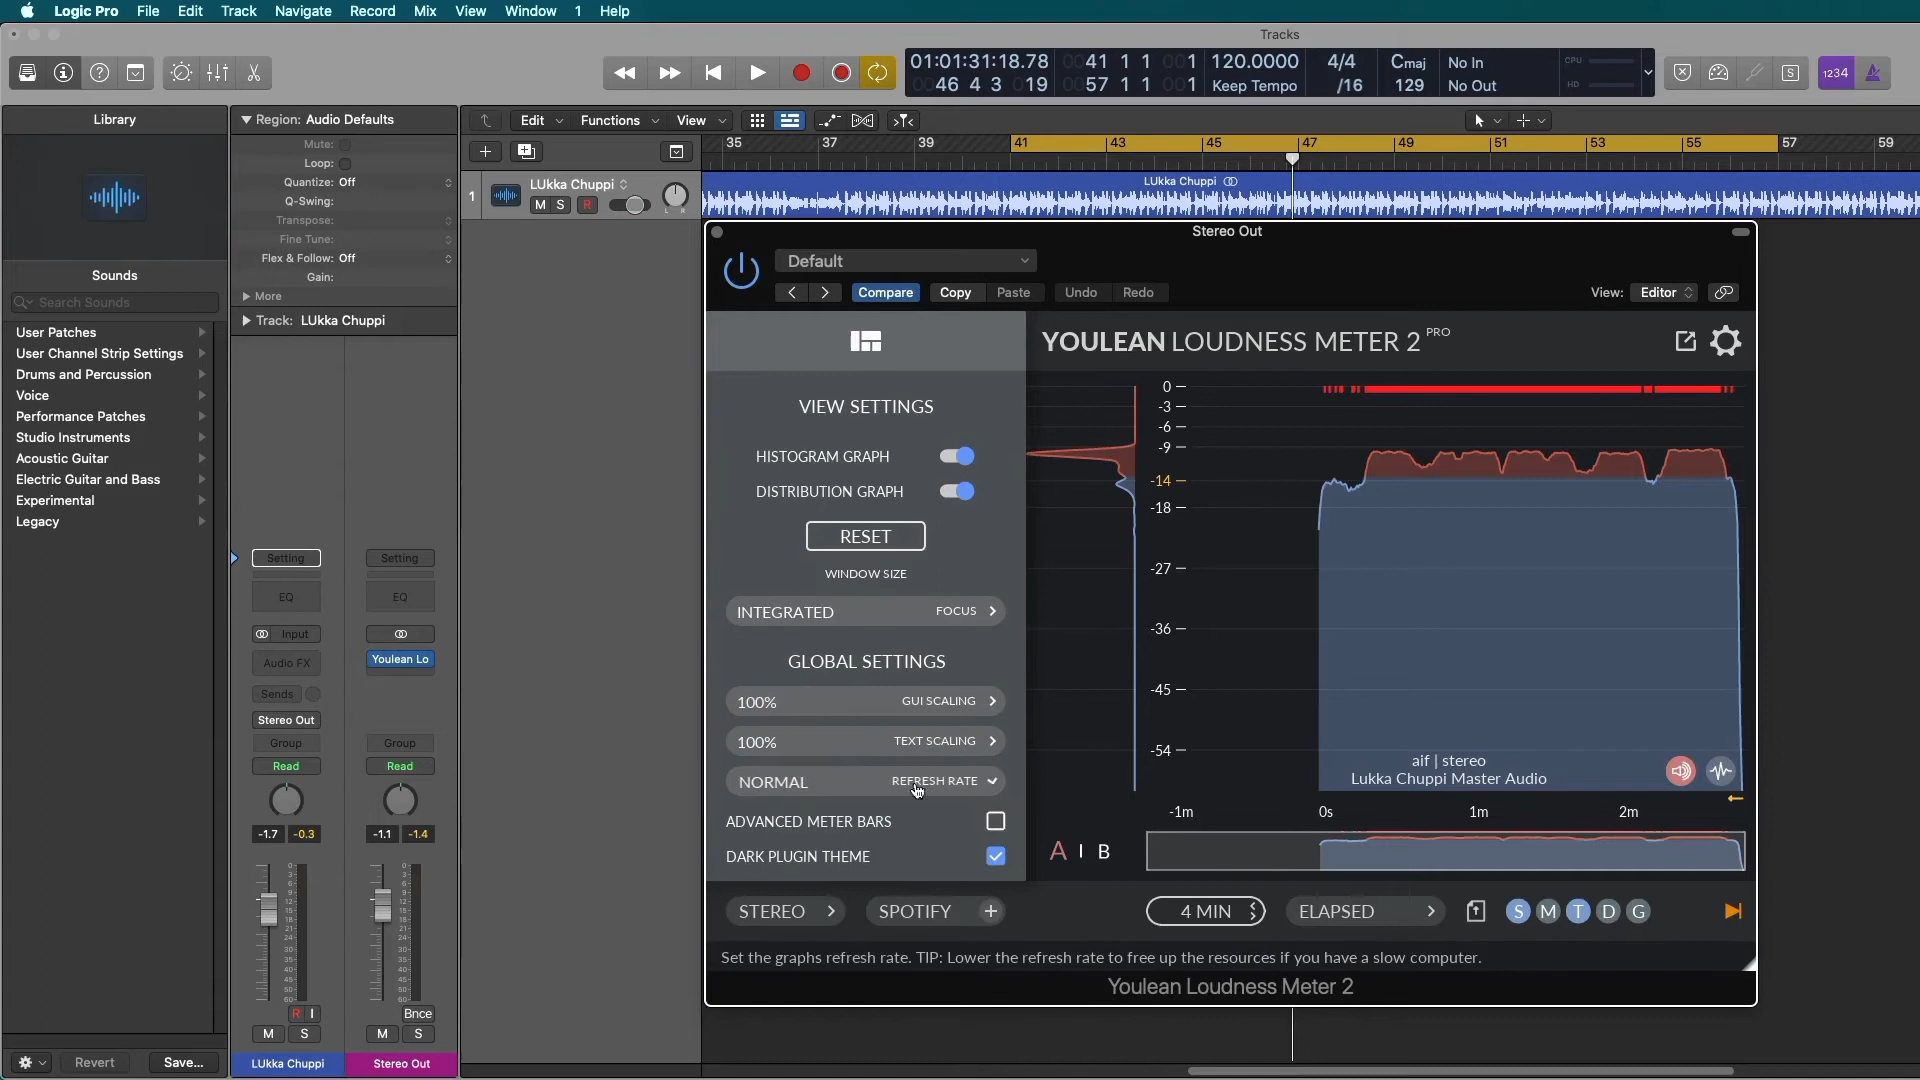 Logic Pro File Edit Track Navigate Record Mix View Window 1 Help
Tracks
01:01:31:18.78 0041 1 1 001 120.0000 4/4 Cmaj No In CPU
0046 4 3 019 0057 1 1 001 Keep Tempo /16 129 No Out HD
S 1234
Library
Region: Audio Defaults
Edit Functions View
Mute:
35 37 39 41 43 45 47 49 51 53 55 57 59
Loop:
Quantize: Off
1 LUkka Chuppi
LUkka Chuppi
Q-Swing:
M S R L R
Transpose:
Fine Tune:
Flex & Follow: Off
Gain:
Stereo Out
Sounds
Default
More
Search Sounds
Compare Copy Paste Undo Redo View: Editor
Track: LUkka Chuppi
User Patches
User Channel Strip Settings
Drums and Percussion
Voice
Performance Patches
Studio Instruments
Acoustic Guitar
Electric Guitar and Bass
Experimental
Legacy
YOULEAN LOUDNESS METER 2 PRO
VIEW SETTINGS
HISTOGRAM GRAPH
DISTRIBUTION GRAPH
RESET
WINDOW SIZE
INTEGRATED FOCUS
GLOBAL SETTINGS
100% GUI SCALING
100% TEXT SCALING
NORMAL REFRESH RATE
ADVANCED METER BARS
DARK PLUGIN THEME
0
-3
-6
-9
-14
-18
-27
-36
-45
-54
aif | stereo
Lukka Chuppi Master Audio
-1m 0s 1m 2m
A I B
STEREO SPOTIFY 4 MIN ELAPSED S M T D G
Set the graphs refresh rate. TIP: Lower the refresh rate to free up the resources if you have a slow computer.
Youlean Loudness Meter 2
Setting Setting
EQ EQ
Input
Audio FX Youlean Lo
Sends
Stereo Out
Group Group
Read Read
-1.7 -0.3 -1.1 -1.4
R I Bnce
M S M S
Revert Save... LUkka Chuppi Stereo Out